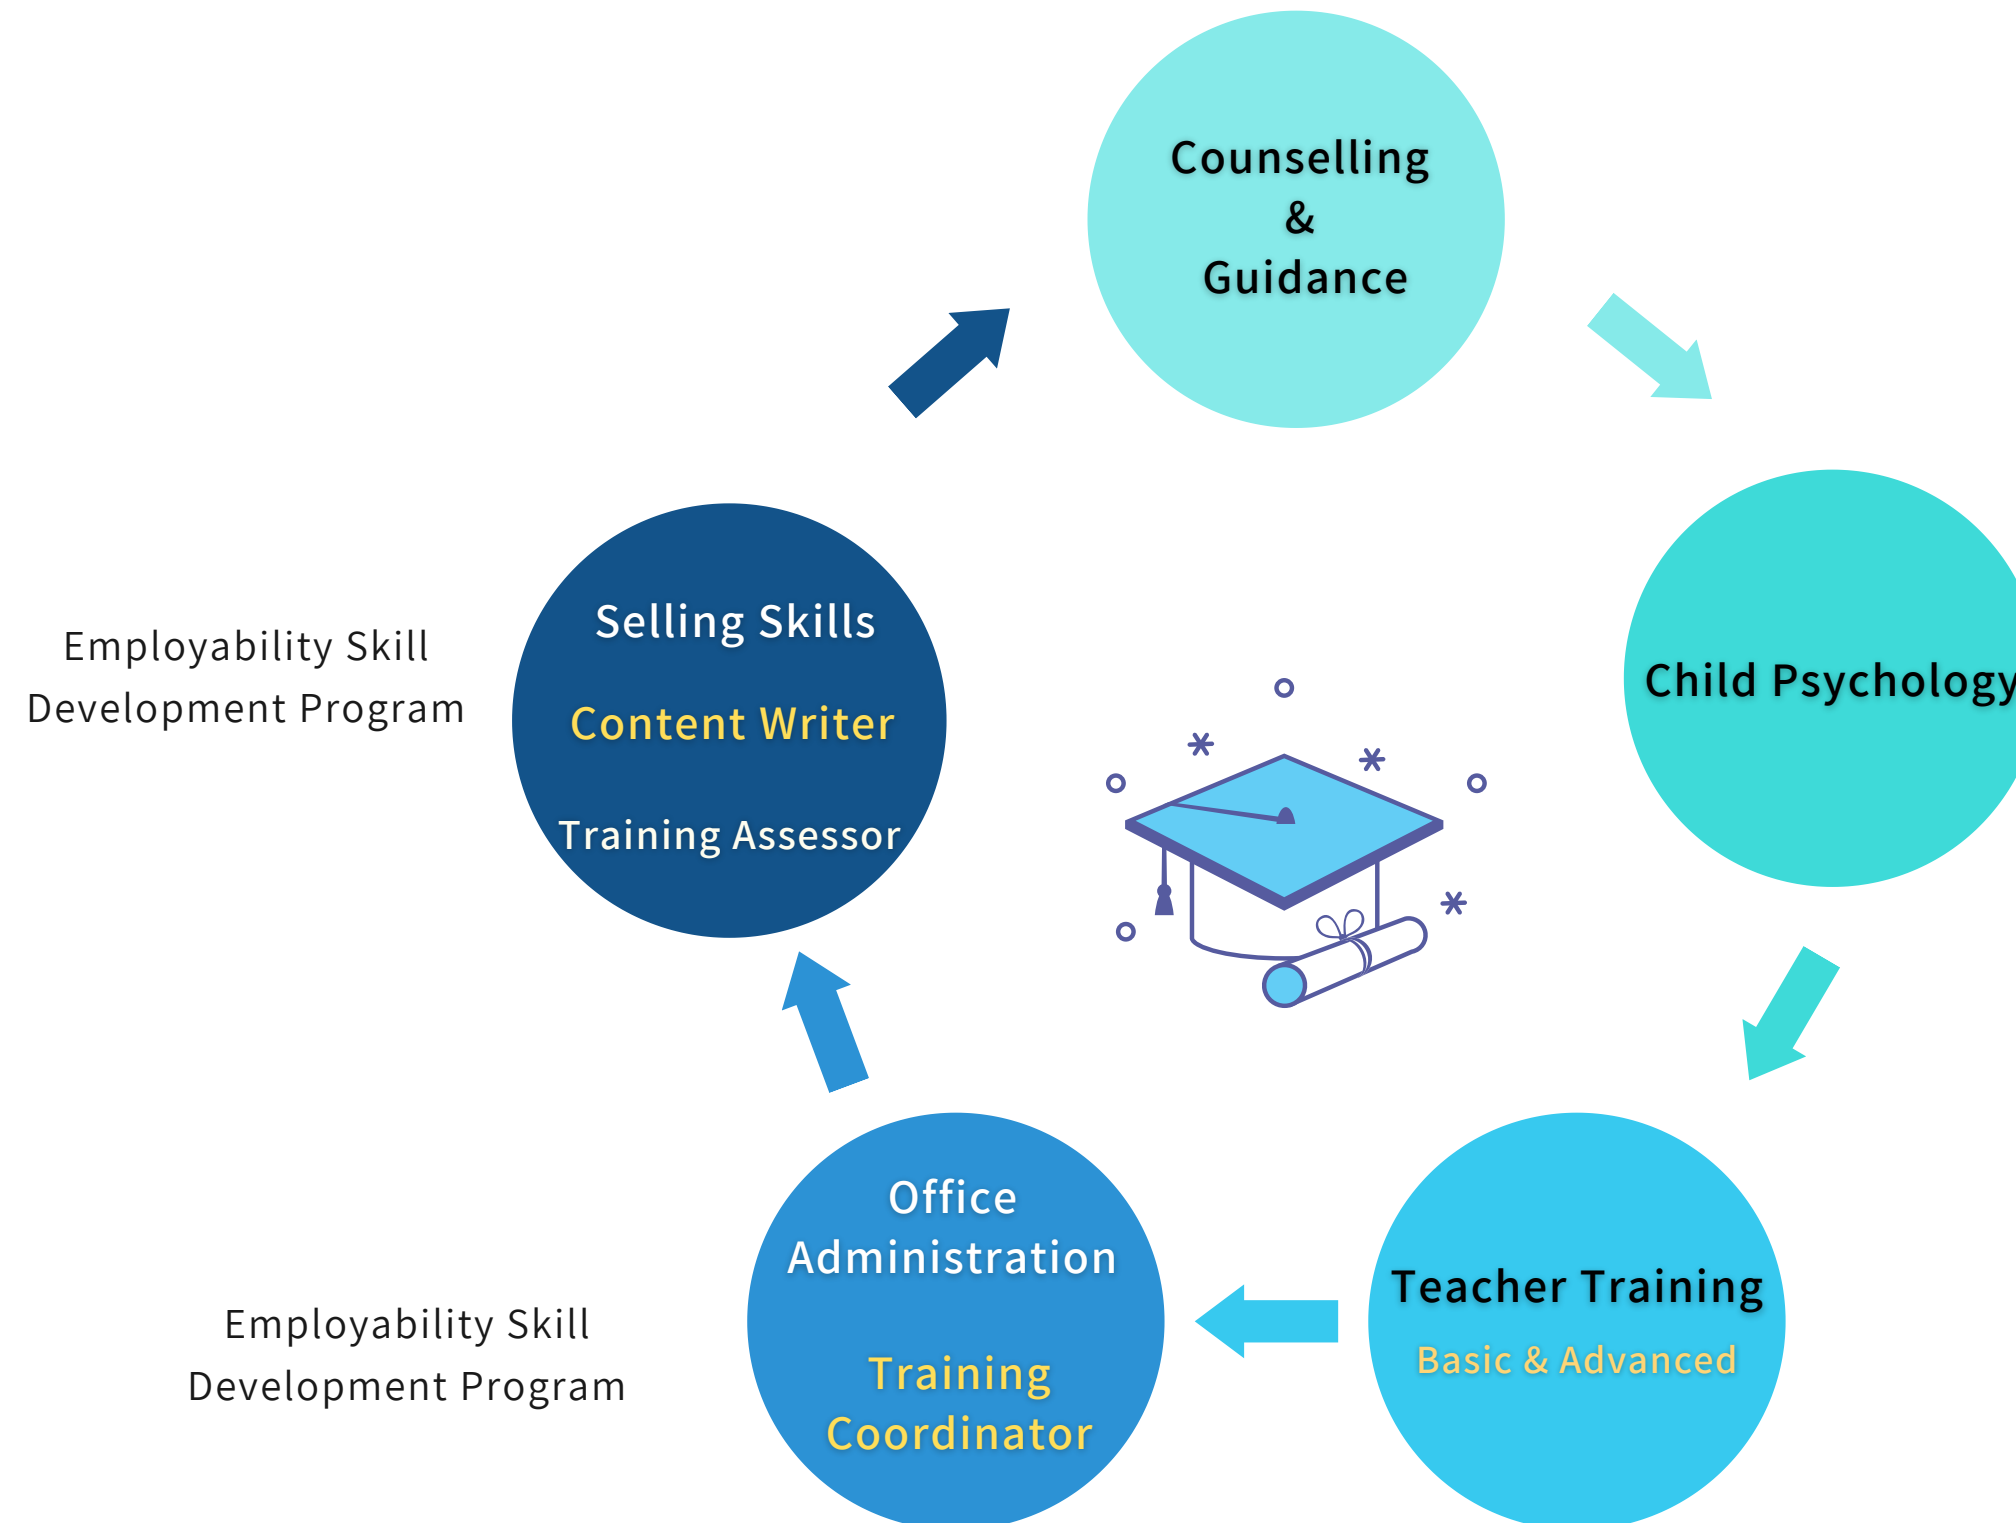 Counselling
&
Guidance
Child Psychology
Teacher Training
Basic & Advanced
Office
Administration
Training
Coordinator
Employability Skill
Development Program
Selling Skills
Content Writer
Training Assessor
Employability Skill
Development Program